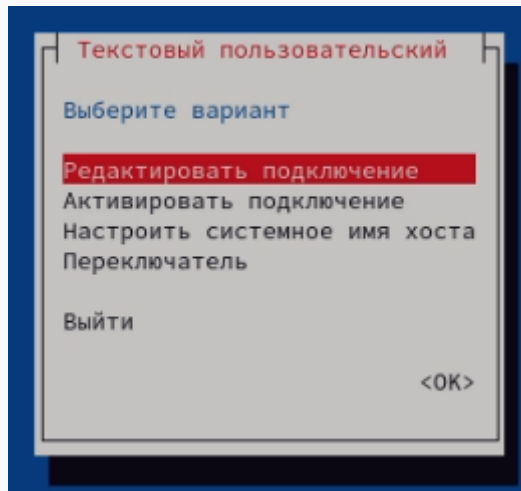 Текстовый пользовательский
Выберите вариант
Редактировать подключение
Активировать подключение
Настроить системное имя хоста
Переключатель
Выйти
<OK>